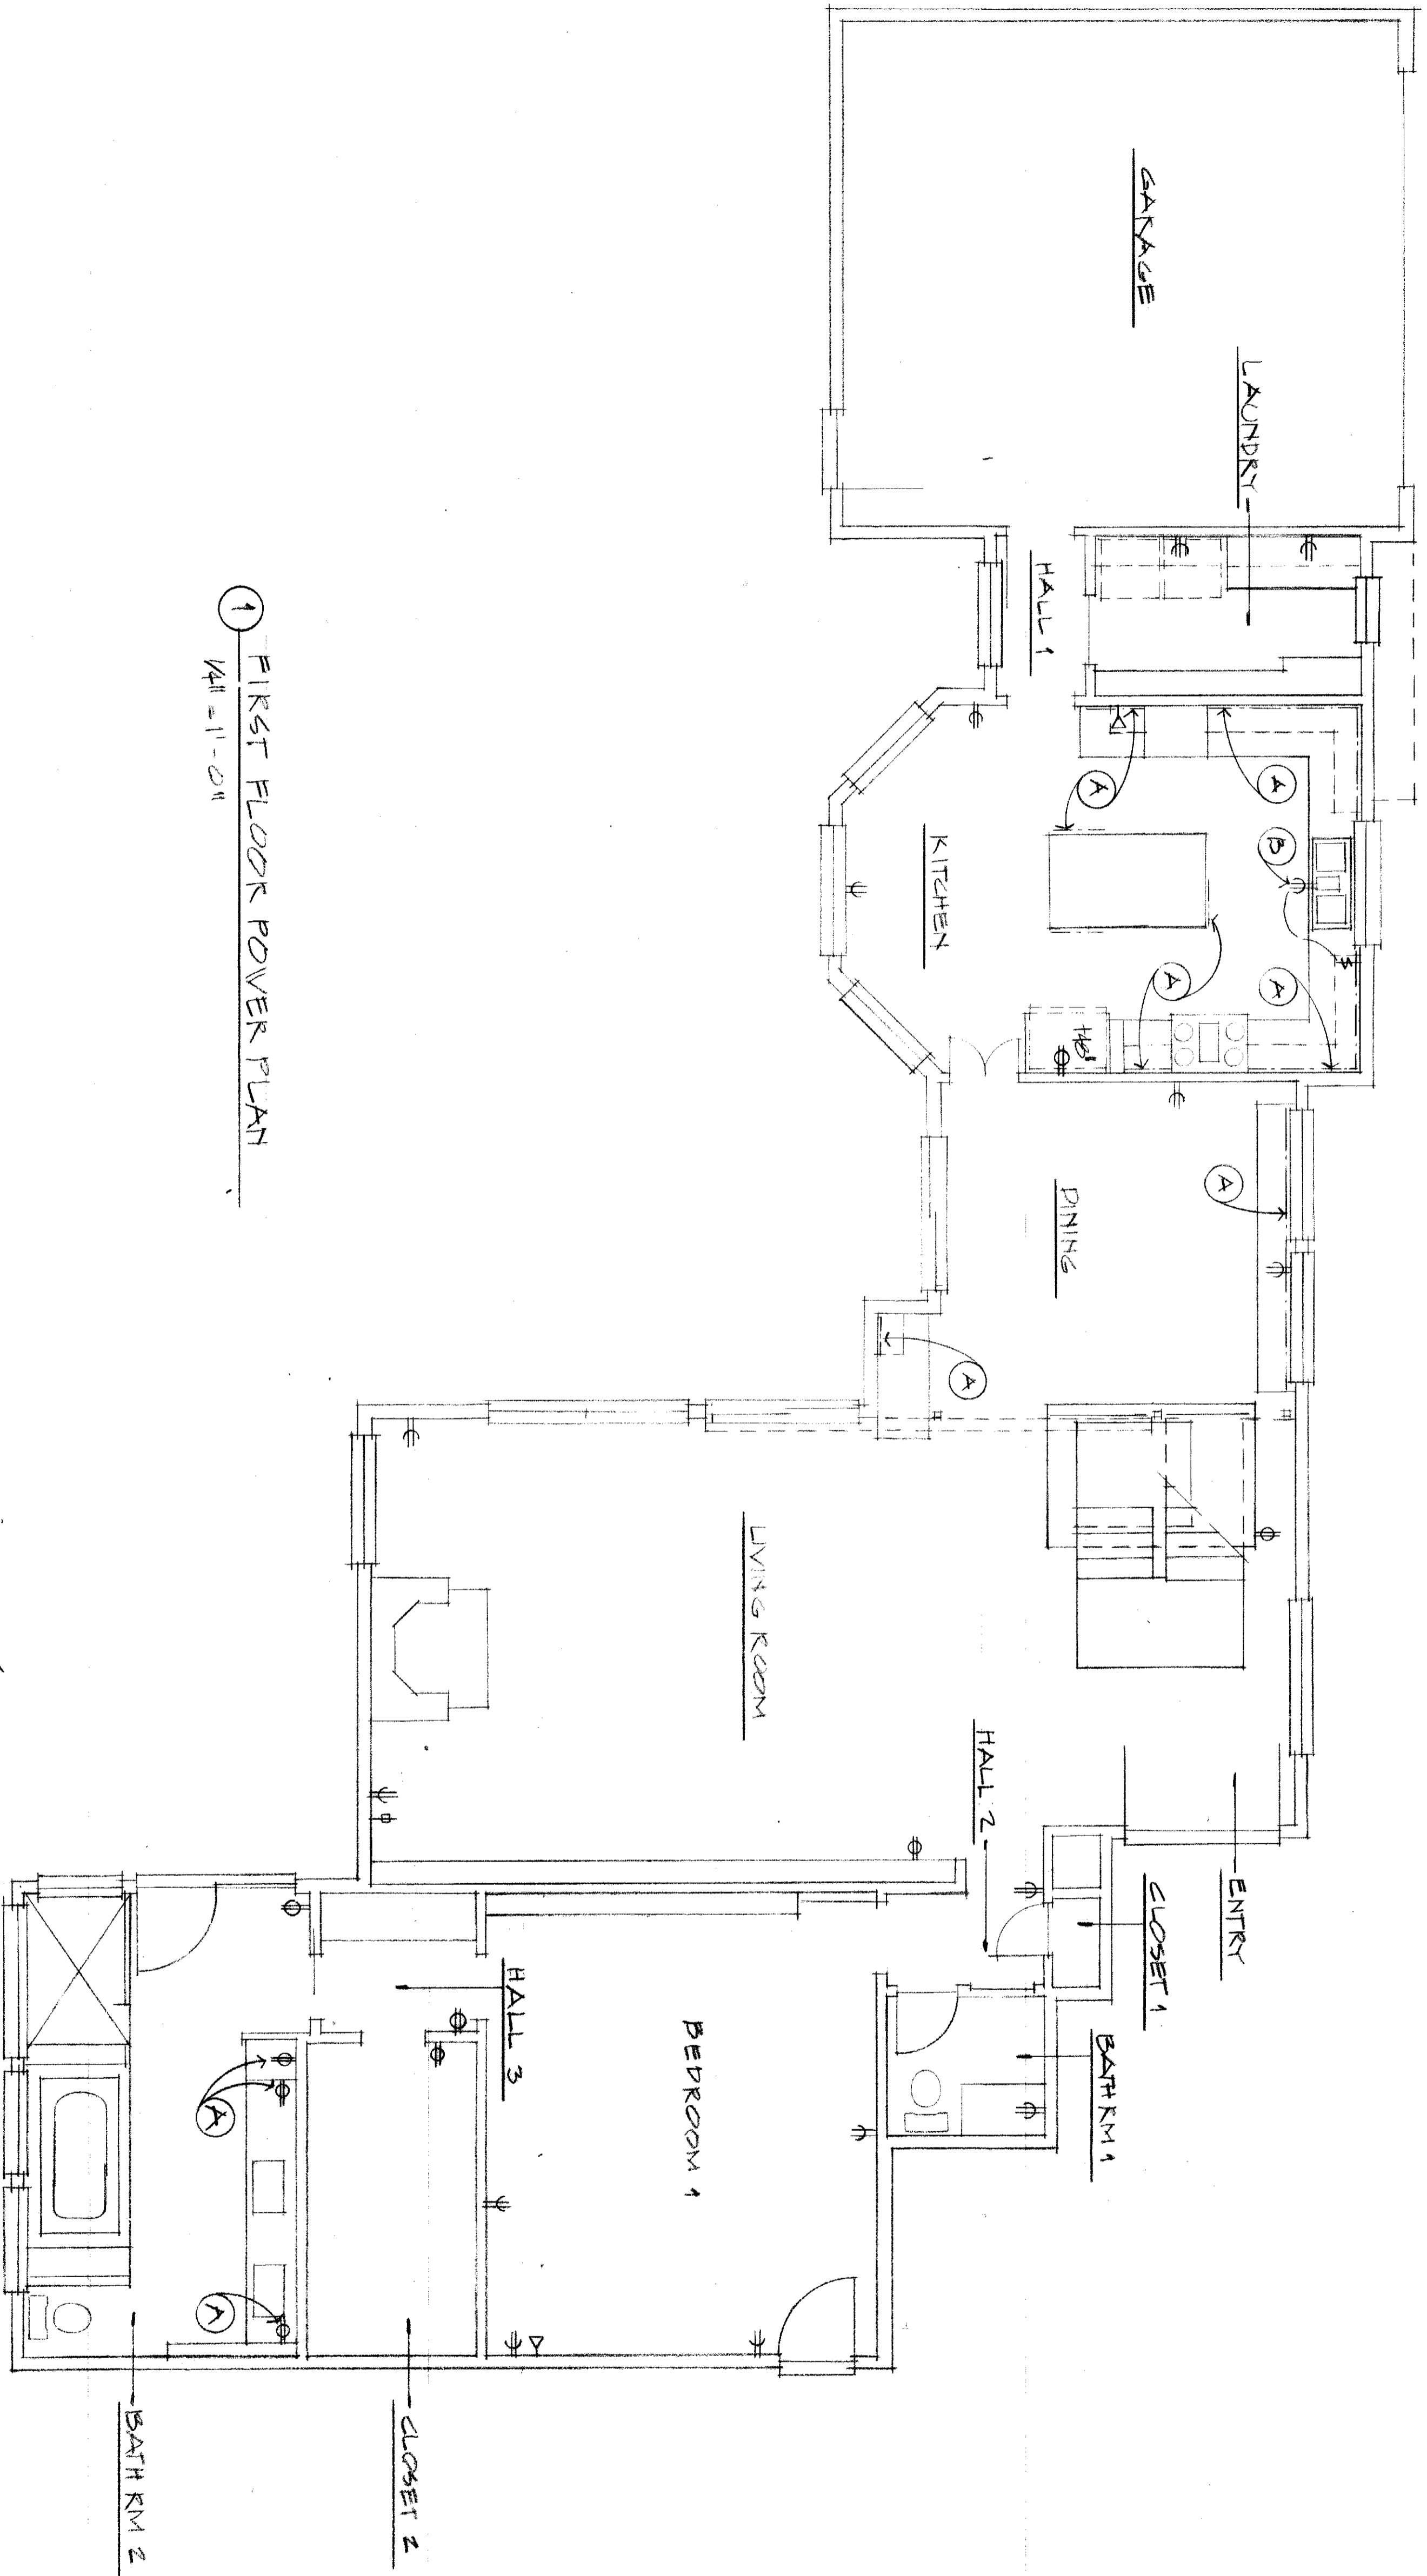 GARAGE
LAUNDRY
HALL 1
A
A
B
A
A
KITCHEN
+48"
DINING
A
A
LIVING ROOM
HALL 2
ENTRY
CLOSET 1
BATH RM 1
BEDROOM 1
HALL 3
A
A
CLOSET 2
BATH RM 2
1
FIRST FLOOR POWER PLAN
1/4" = 1'-0"